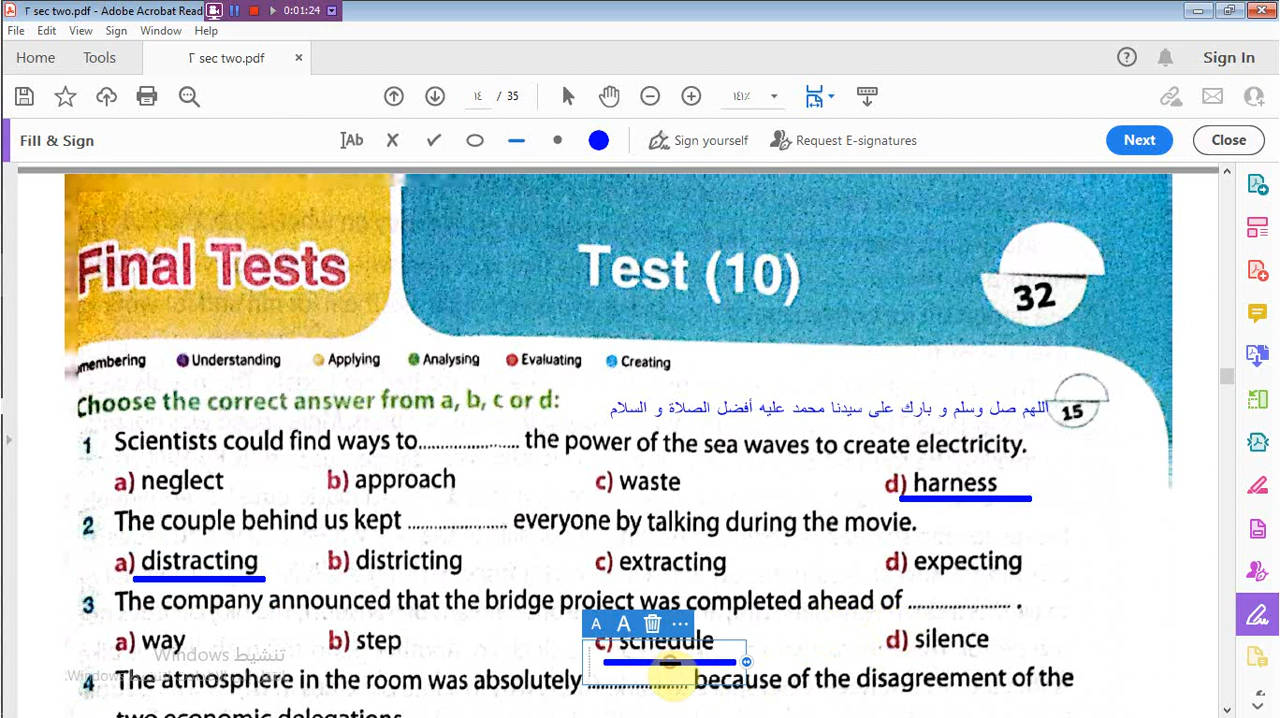 Γ sec two.pdf - Adobe Acrobat Read 0:01:24
File Edit View Sign Window Help
Home Tools Γ sec two.pdf × Sign In
١٤ / 35 ١٤١٪
Fill & Sign Ab Sign yourself Request E-signatures Next Close
Final Tests
Test (10)
32
membering Understanding Applying Analysing Evaluating Creating
Choose the correct answer from a, b, c or d:
اللهم صل وسلم و بارك على سيدنا محمد عليه أفضل الصلاة و السلام
15
1 Scientists could find ways to.................... the power of the sea waves to create electricity.
a) neglect b) approach c) waste d) harness
2 The couple behind us kept .................... everyone by talking during the movie.
a) distracting b) districting c) extracting d) expecting
3 The company announced that the bridge project was completed ahead of .................... .
A A
a) way b) step c) schedule d) silence
تنشيط Windows
4 The atmosphere in the room was absolutely .................... because of the disagreement of the
two economic delegations.